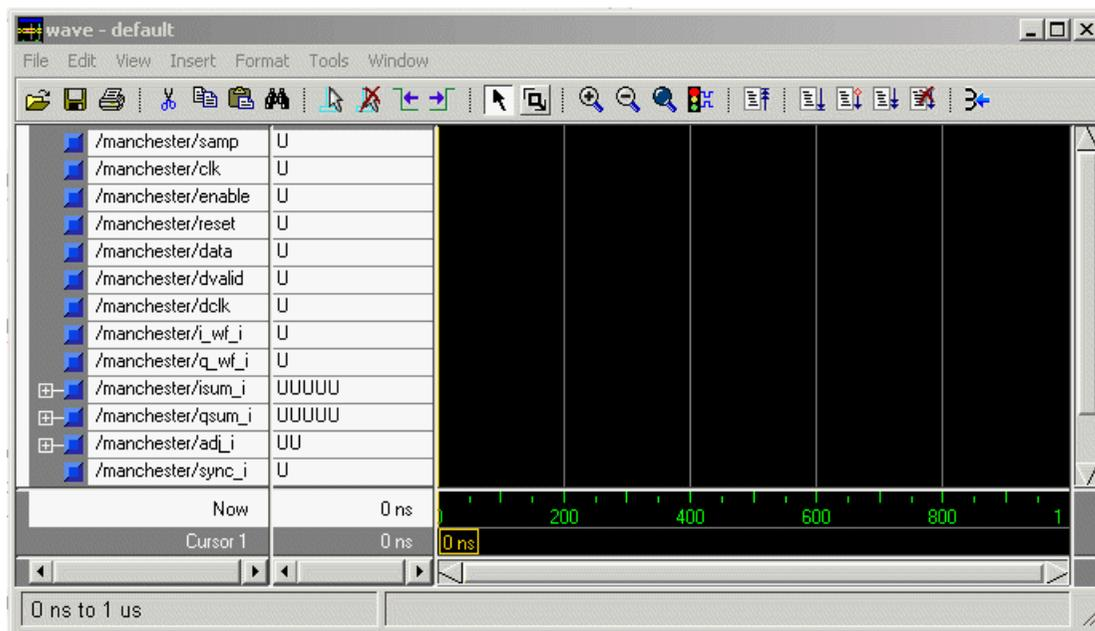 wave - default
File Edit View Insert Format Tools Window
/manchester/samp U
/manchester/clk U
/manchester/enable U
/manchester/reset U
/manchester/data U
/manchester/dvalid U
/manchester/dclk U
/manchester/i_wf_i U
/manchester/q_wf_i U
/manchester/isum_i UUUUU
/manchester/qsum_i UUUUU
/manchester/adj_i UU
/manchester/sync_i U
Now 0 ns 200 400 600 800 1
Cursor 1 0 ns 0 ns
0 ns to 1 us